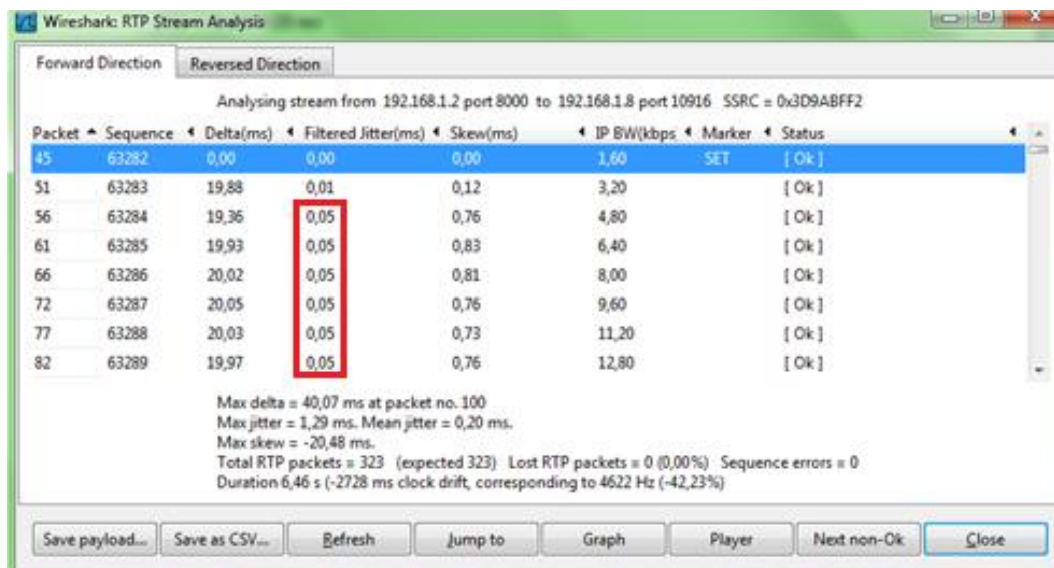 Wireshark: RTP Stream Analysis
Forward Direction Reversed Direction
Analysing stream from 192.168.1.2 port 8000 to 192.168.1.8 port 10916 SSRC = 0x3D9ABFF2
Packet Sequence Delta(ms) Filtered Jitter(ms) Skew(ms) IP BW(kbps Marker Status
45 63282 0,00 0,00 0,00 1,60 SET [ Ok ]
51 63283 19,88 0,01 0,12 3,20 [ Ok ]
56 63284 19,36 0,05 0,76 4,80 [ Ok ]
61 63285 19,93 0,05 0,83 6,40 [ Ok ]
66 63286 20,02 0,05 0,81 8,00 [ Ok ]
72 63287 20,05 0,05 0,76 9,60 [ Ok ]
77 63288 20,03 0,05 0,73 11,20 [ Ok ]
82 63289 19,97 0,05 0,76 12,80 [ Ok ]
Max delta = 40,07 ms at packet no. 100
Max jitter = 1,29 ms. Mean jitter = 0,20 ms.
Max skew = -20,48 ms.
Total RTP packets = 323 (expected 323) Lost RTP packets = 0 (0,00%) Sequence errors = 0
Duration 6,46 s (-2728 ms clock drift, corresponding to 4622 Hz (-42,23%)
Save payload... Save as CSV... Refresh Jump to Graph Player Next non-Ok Close